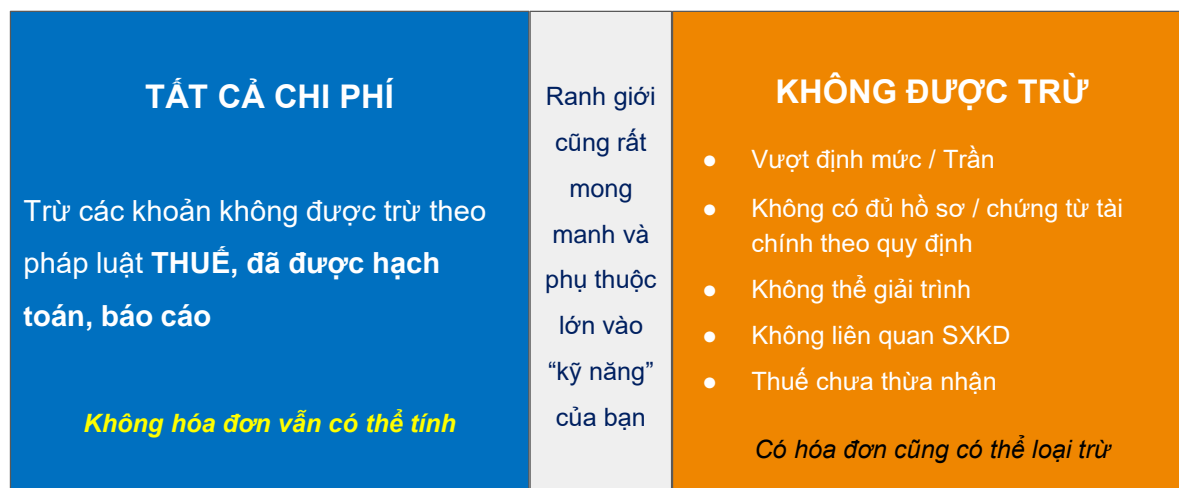 TẤT CẢ CHI PHÍ
Trừ các khoản không được trừ theo
pháp luật THUẾ, đã được hạch
toán, báo cáo
Không hóa đơn vẫn có thể tính
Ranh giới
cũng rất
mong
manh và
phụ thuộc
lớn vào
“kỹ năng”
của bạn
KHÔNG ĐƯỢC TRỪ
● Vượt định mức / Trần
● Không có đủ hồ sơ / chứng từ tài
chính theo quy định
● Không thể giải trình
● Không liên quan SXKD
● Thuế chưa thừa nhận
Có hóa đơn cũng có thể loại trừ